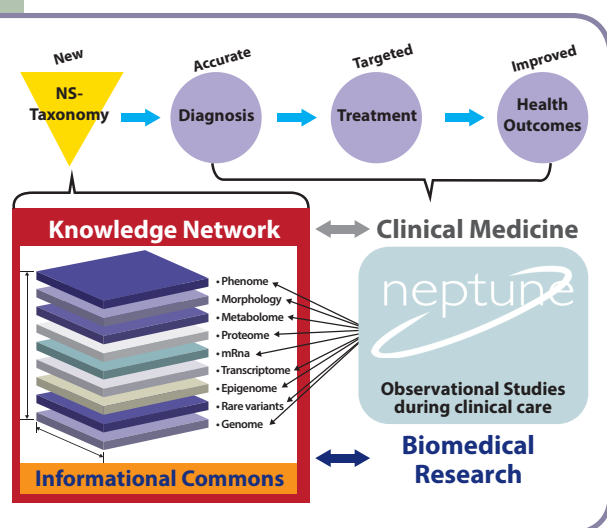 New
Accurate
Targeted
Improved
NS-
Taxonomy
Diagnosis
Treatment
Health
Outcomes
Knowledge Network
Clinical Medicine
• Phenome
• Morphology
• Metabolome
• Proteome
• mRna
• Transcriptome
• Epigenome
• Rare variants
• Genome
neptune
Observational Studies
during clinical care
Informational Commons
Biomedical
Research